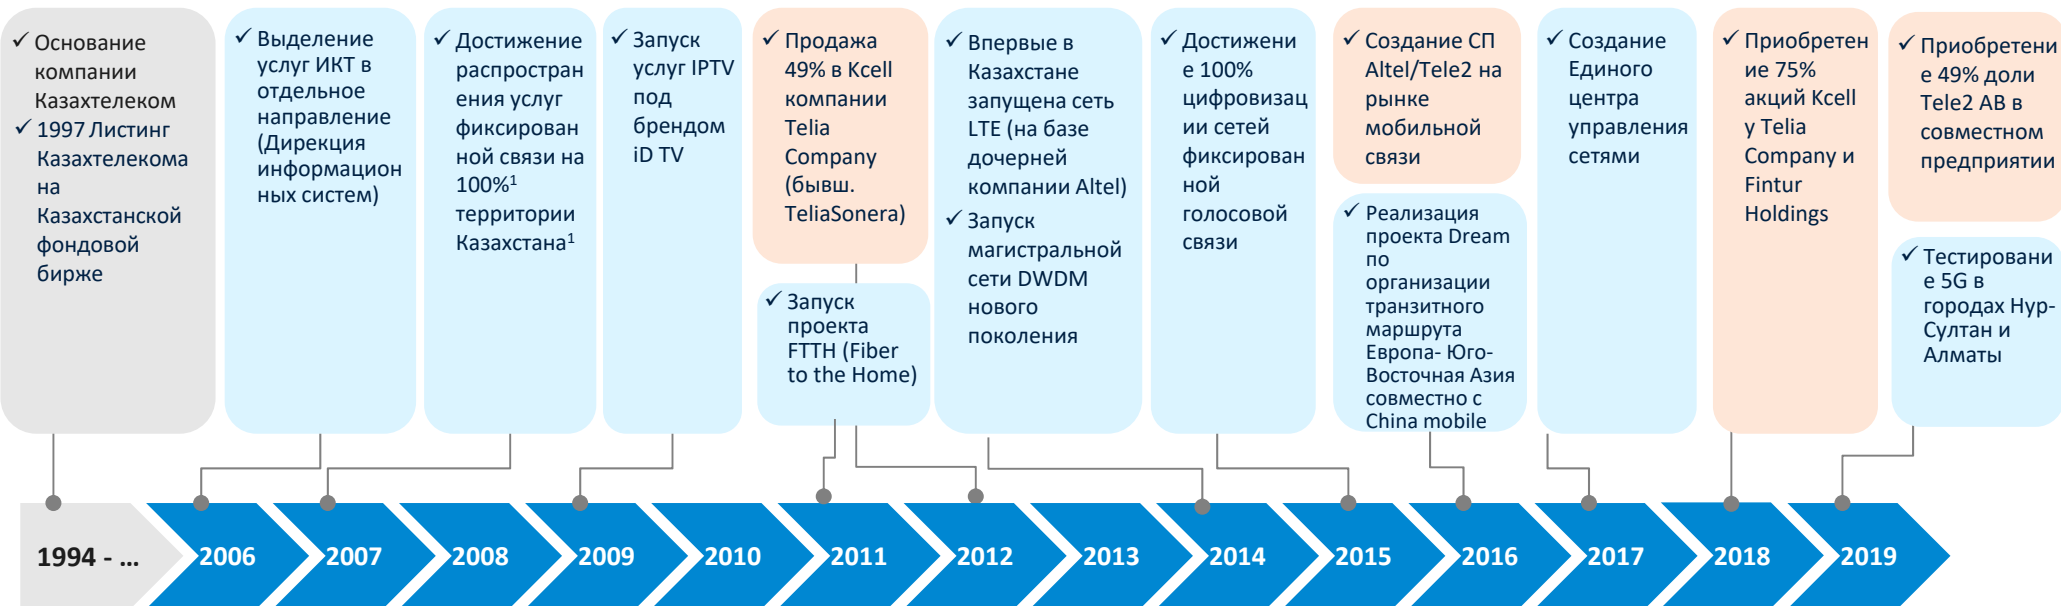 ✓ Основание
компании
Казахтелеком
✓ 1997 Листинг
Казахтелекома
на
Казахстанской
фондовой
бирже
✓ Выделение
услуг ИКТ в
отдельное
направление
(Дирекция
информацион
ных систем)
✓ Достижение
распростран
ения услуг
фиксирован
ной связи на
100%¹
территории
Казахстана¹
✓ Запуск
услуг IPTV
под
брендом
iD TV
✓ Продажа
49% в Kcell
компании
Telia
Company
(бывш.
TeliaSonera)
✓ Запуск
проекта
FTTH (Fiber
to the Home)
✓ Впервые в
Казахстане
запущена сеть
LTE (на базе
дочерней
компании Altel)
✓ Запуск
магистральной
сети DWDM
нового
поколения
✓ Достижени
е 100%
цифровизац
ии сетей
фиксирован
ной
голосовой
связи
✓ Создание СП
Altel/Tele2 на
рынке
мобильной
связи
✓ Реализация
проекта Dream
по
организации
транзитного
маршрута
Европа- Юго-
Восточная Азия
совместно с
China mobile
✓ Создание
Единого
центра
управления
сетями
✓ Приобретен
ие 75%
акций Kcell
у Telia
Company и
Fintur
Holdings
✓ Приобретени
е 49% доли
Tele2 AB в
совместном
предприятии
✓ Тестировани
е 5G в
городах Нур-
Султан и
Алматы
1994 - ... 2006 2007 2008 2009 2010 2011 2012 2013 2014 2015 2016 2017 2018 2019